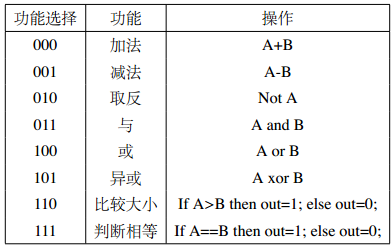 功能选择 功能 操作
000 加法 A+B
001 减法 A-B
010 取反 Not A
011 与 A and B
100 或 A or B
101 异或 A xor B
110 比较大小 If A>B then out=1; else out=0;
111 判断相等 If A==B then out=1; else out=0;